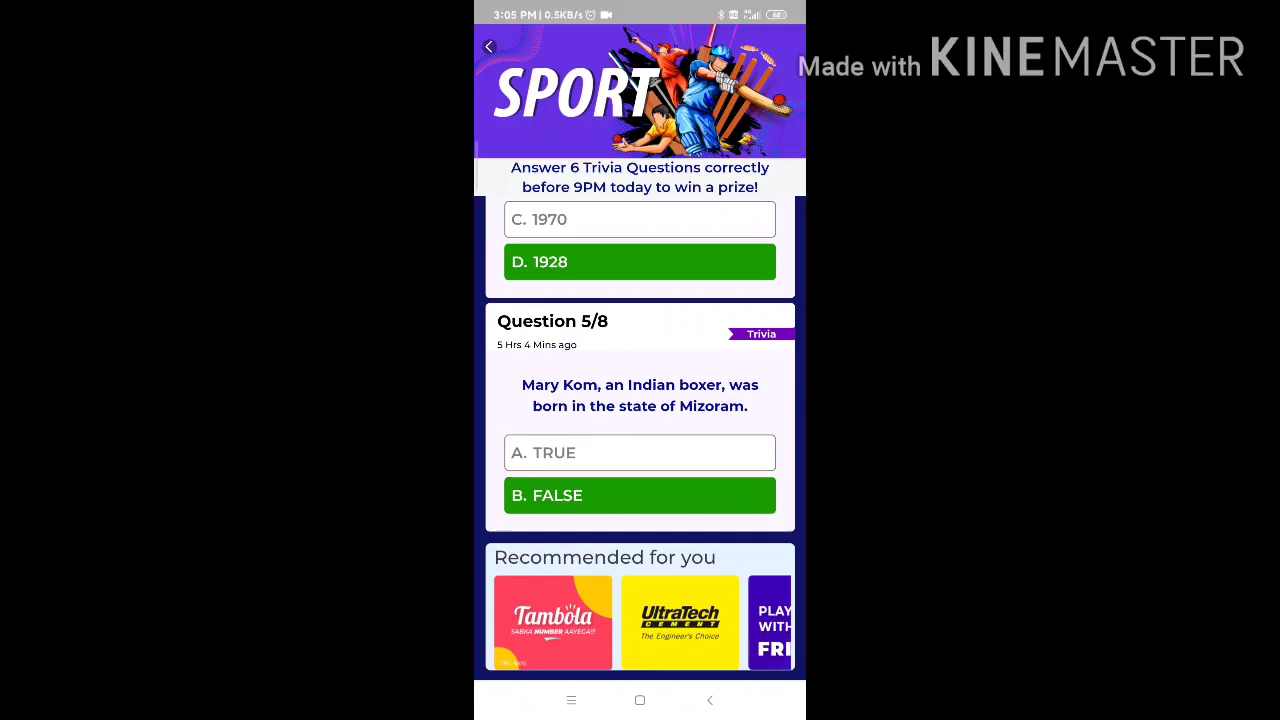 3:05 PM | 0.5KB/s
68
Made with KINEMASTER
SPORT
Answer 6 Trivia Questions correctly
before 9PM today to win a prize!
C. 1970
D. 1928
Question 5/8
Trivia
5 Hrs 4 Mins ago
Mary Kom, an Indian boxer, was
born in the state of Mizoram.
A. TRUE
B. FALSE
Recommended for you
Tambola
SABKA NUMBER AAYEGA!!!
UltraTech
CEMENT
The Engineer's Choice
PLAY
WITH
FRI